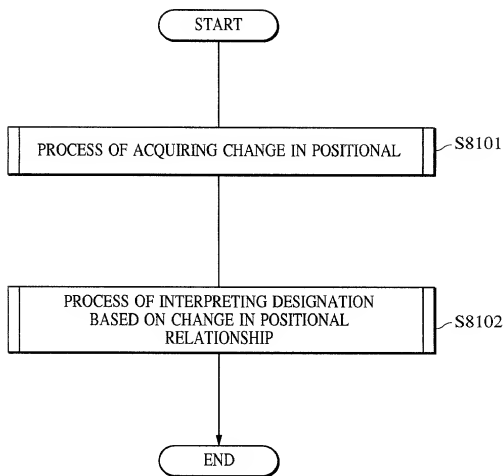 START
PROCESS OF ACQUIRING CHANGE IN POSITIONAL
S8101
PROCESS OF INTERPRETING DESIGNATION
BASED ON CHANGE IN POSITIONAL
RELATIONSHIP
S8102
END